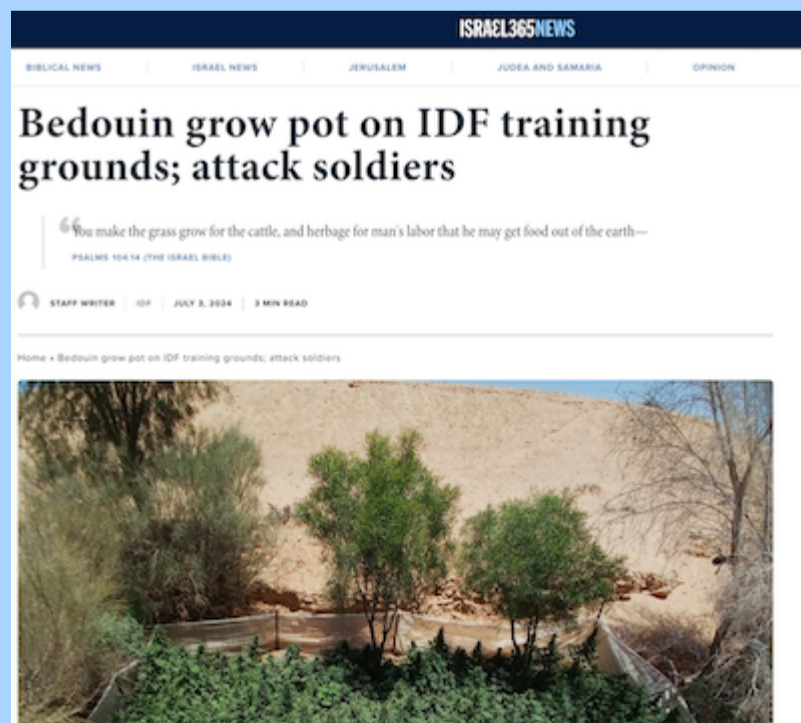 ISRAEL365NEWS
BIBLICAL NEWS ISRAEL NEWS JERUSALEM JUDEA AND SAMARIA OPINION
Bedouin grow pot on IDF training
grounds; attack soldiers
“You make the grass grow for the cattle, and herbage for man's labor that he may get food out of the earth—
PSALMS 104:14 (THE ISRAEL BIBLE)
STAFF WRITER IDF JULY 3, 2024 3 MIN READ
Home » Bedouin grow pot on IDF training grounds; attack soldiers